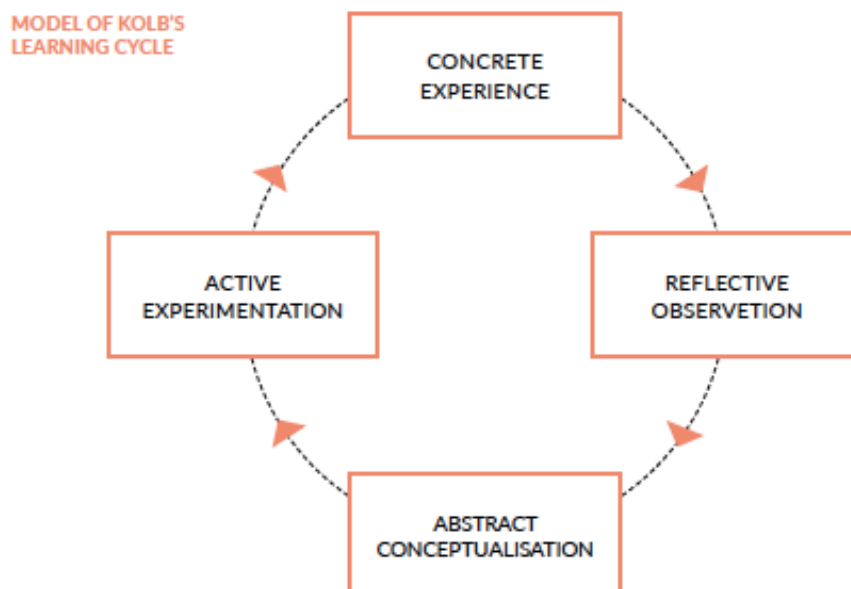 MODEL OF KOLB'S
LEARNING CYCLE
CONCRETE
EXPERIENCE
ACTIVE
EXPERIMENTATION
REFLECTIVE
OBSERVETION
ABSTRACT
CONCEPTUALISATION